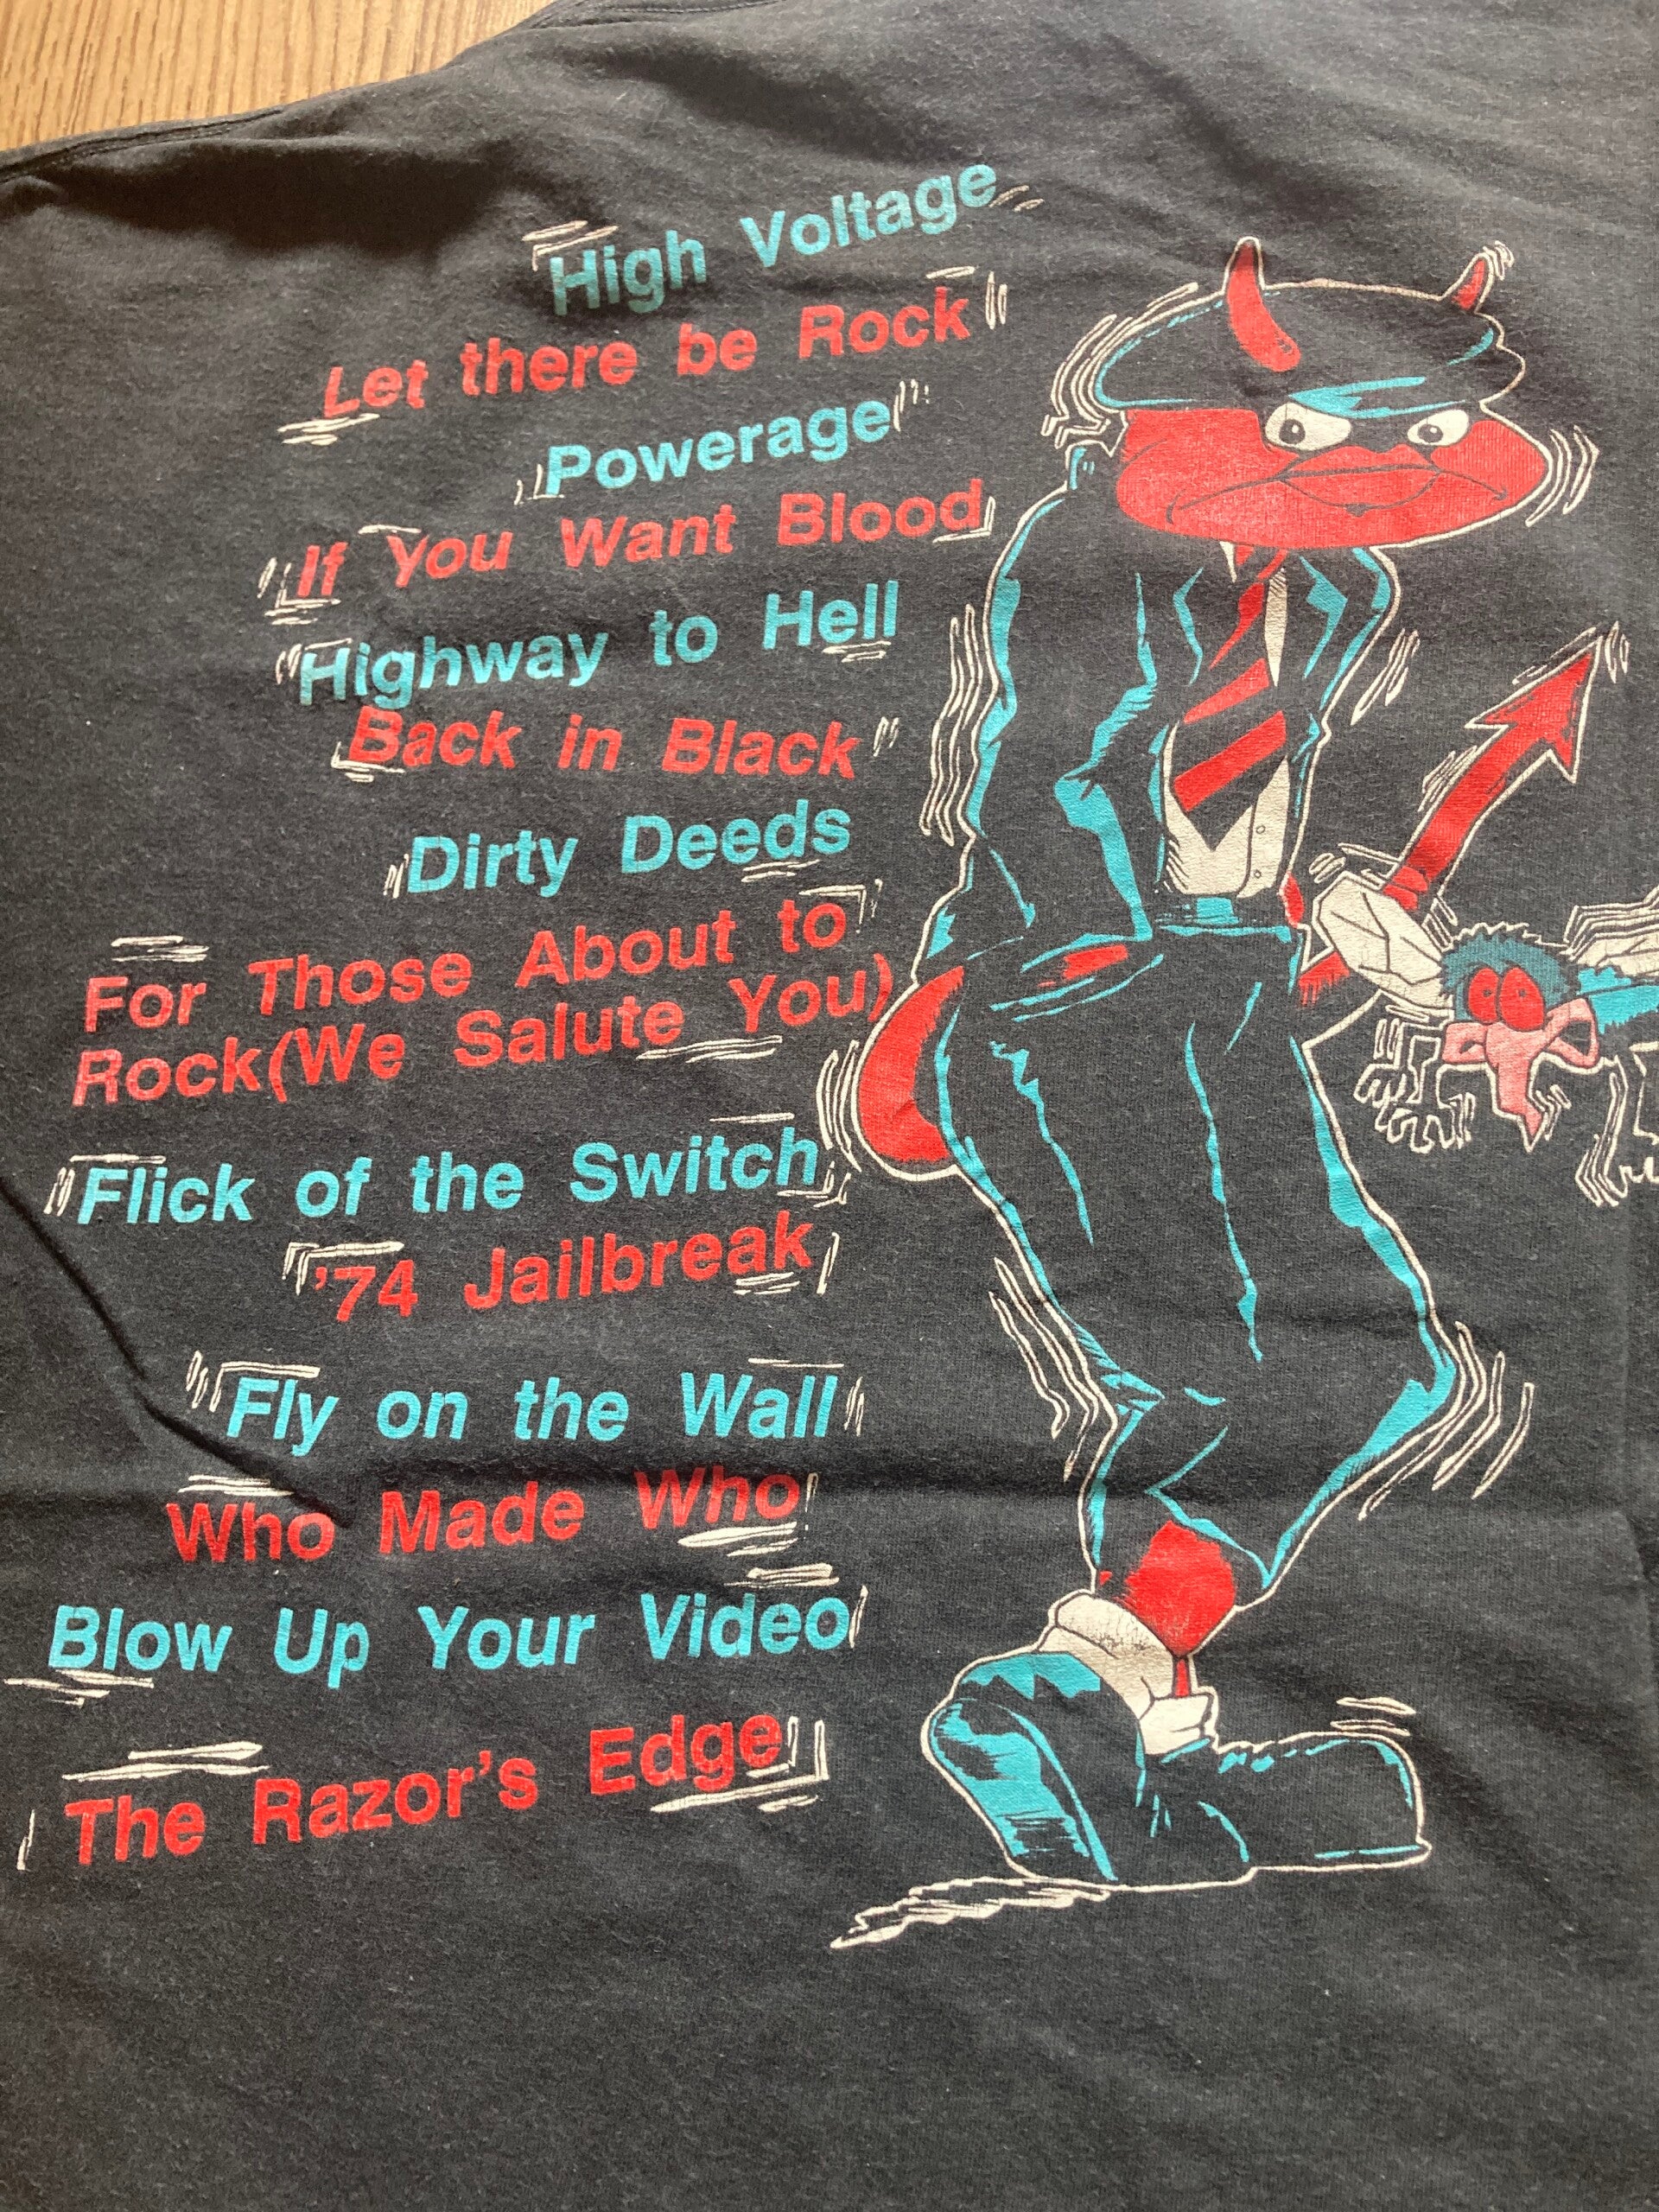 High Voltage
Let there be Rock
Powerage
If You Want Blood
Highway to Hell
Back in Black
Dirty Deeds
For Those About to
Rock(We Salute You)
Flick of the Switch
'74 Jailbreak
Fly on the Wall
Who Made Who
Blow Up Your Video
The Razor's Edge